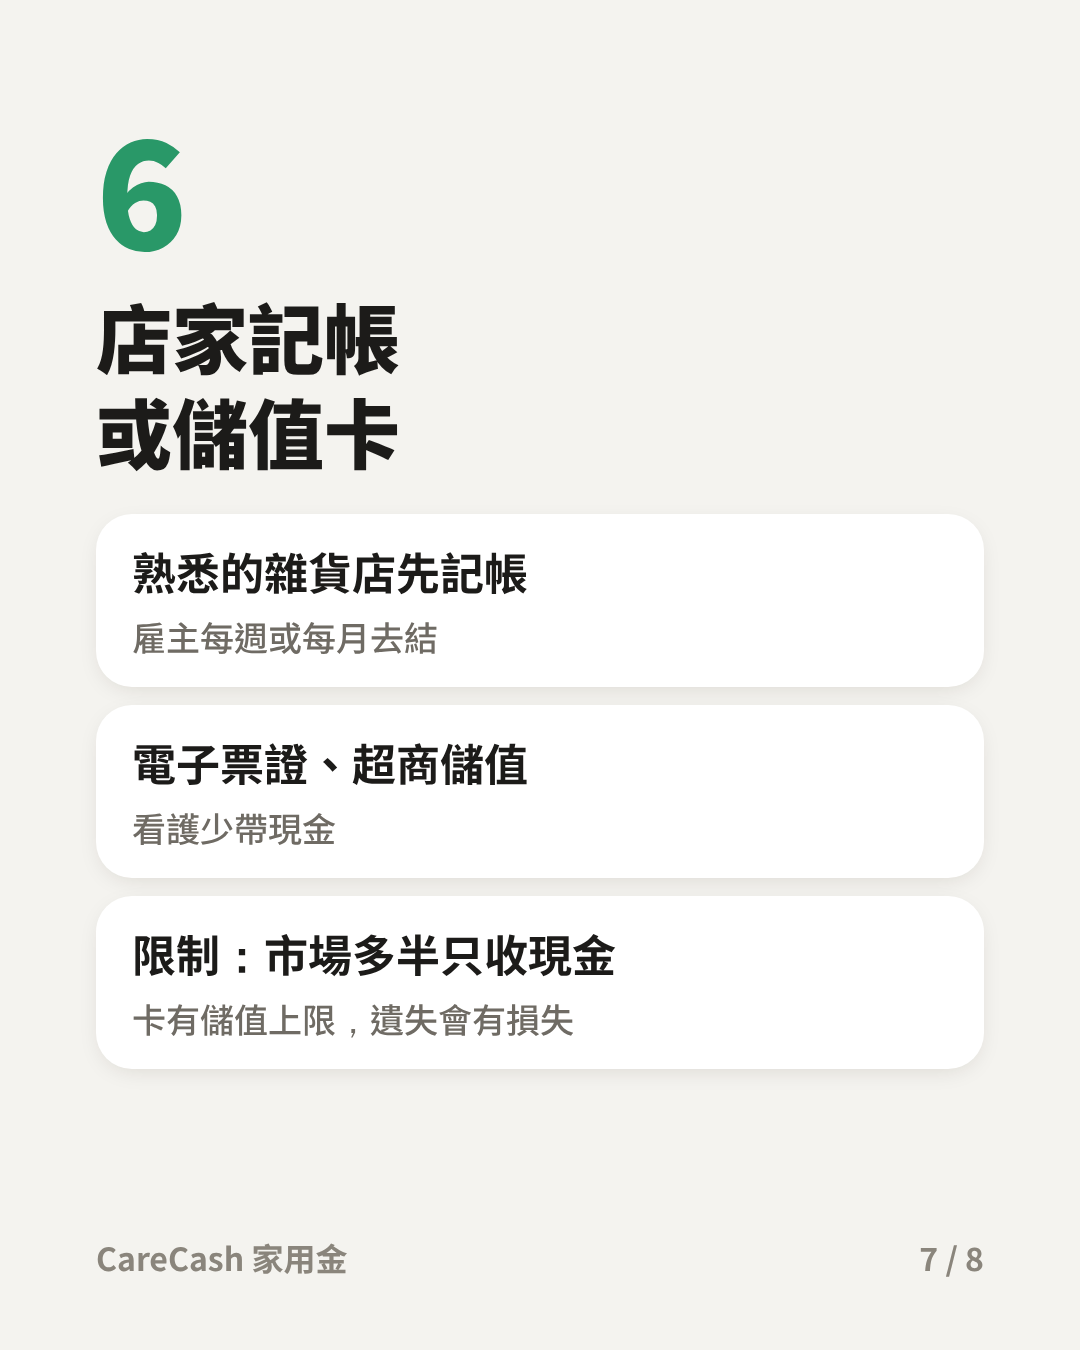 6
店家記帳
或儲值卡
熟悉的雜貨店先記帳
雇主每週或每月去結
電子票證、超商儲值
看護少帶現金
限制：市場多半只收現金
卡有儲值上限，遺失會有損失
CareCash 家用金
7 / 8